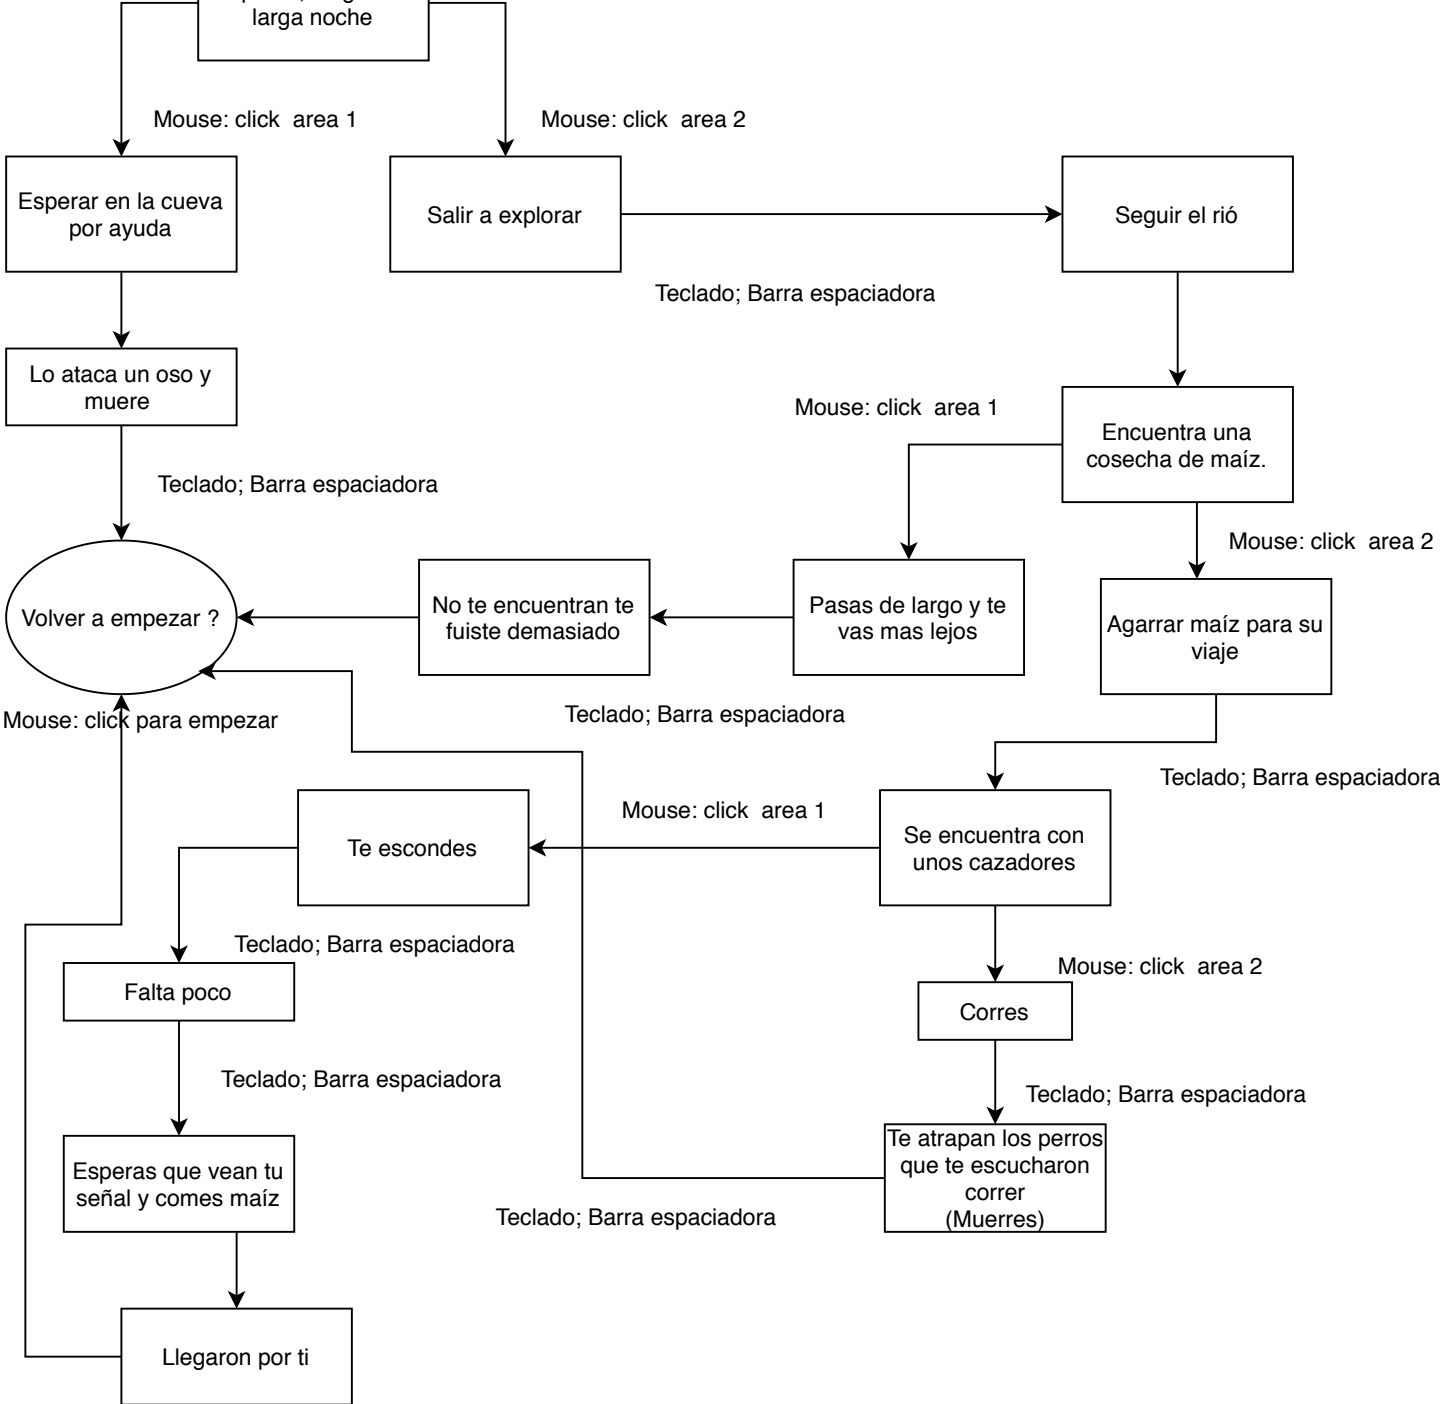 larga noche
Mouse: click area 1
Mouse: click area 2
Esperar en la cueva
por ayuda
Salir a explorar
Seguir el rió
Teclado; Barra espaciadora
Lo ataca un oso y
muere
Mouse: click area 1
Encuentra una
cosecha de maíz.
Teclado; Barra espaciadora
Mouse: click area 2
Volver a empezar ?
No te encuentran te
fuiste demasiado
Pasas de largo y te
vas mas lejos
Agarrar maíz para su
viaje
Mouse: click para empezar
Teclado; Barra espaciadora
Teclado; Barra espaciadora
Te escondes
Mouse: click area 1
Se encuentra con
unos cazadores
Teclado; Barra espaciadora
Mouse: click area 2
Falta poco
Corres
Teclado; Barra espaciadora
Teclado; Barra espaciadora
Esperas que vean tu
señal y comes maíz
Te atrapan los perros
que te escucharon
correr
(Muerres)
Teclado; Barra espaciadora
Llegaron por ti